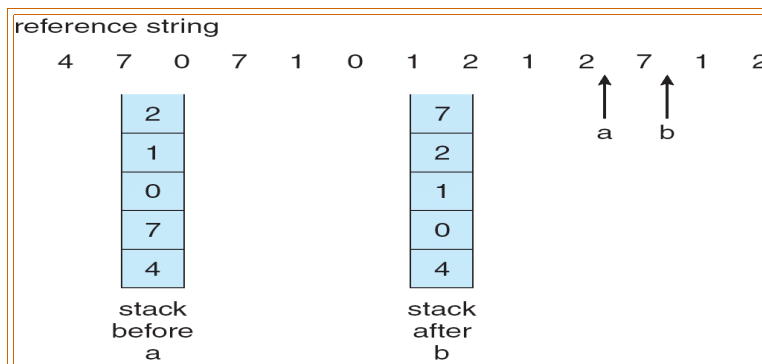 reference string
4 7 0 7 1 0 1 2 1 2 7 1 2
a b
2 7
1 2
0 1
7 0
4 4
stack stack
before after
a b